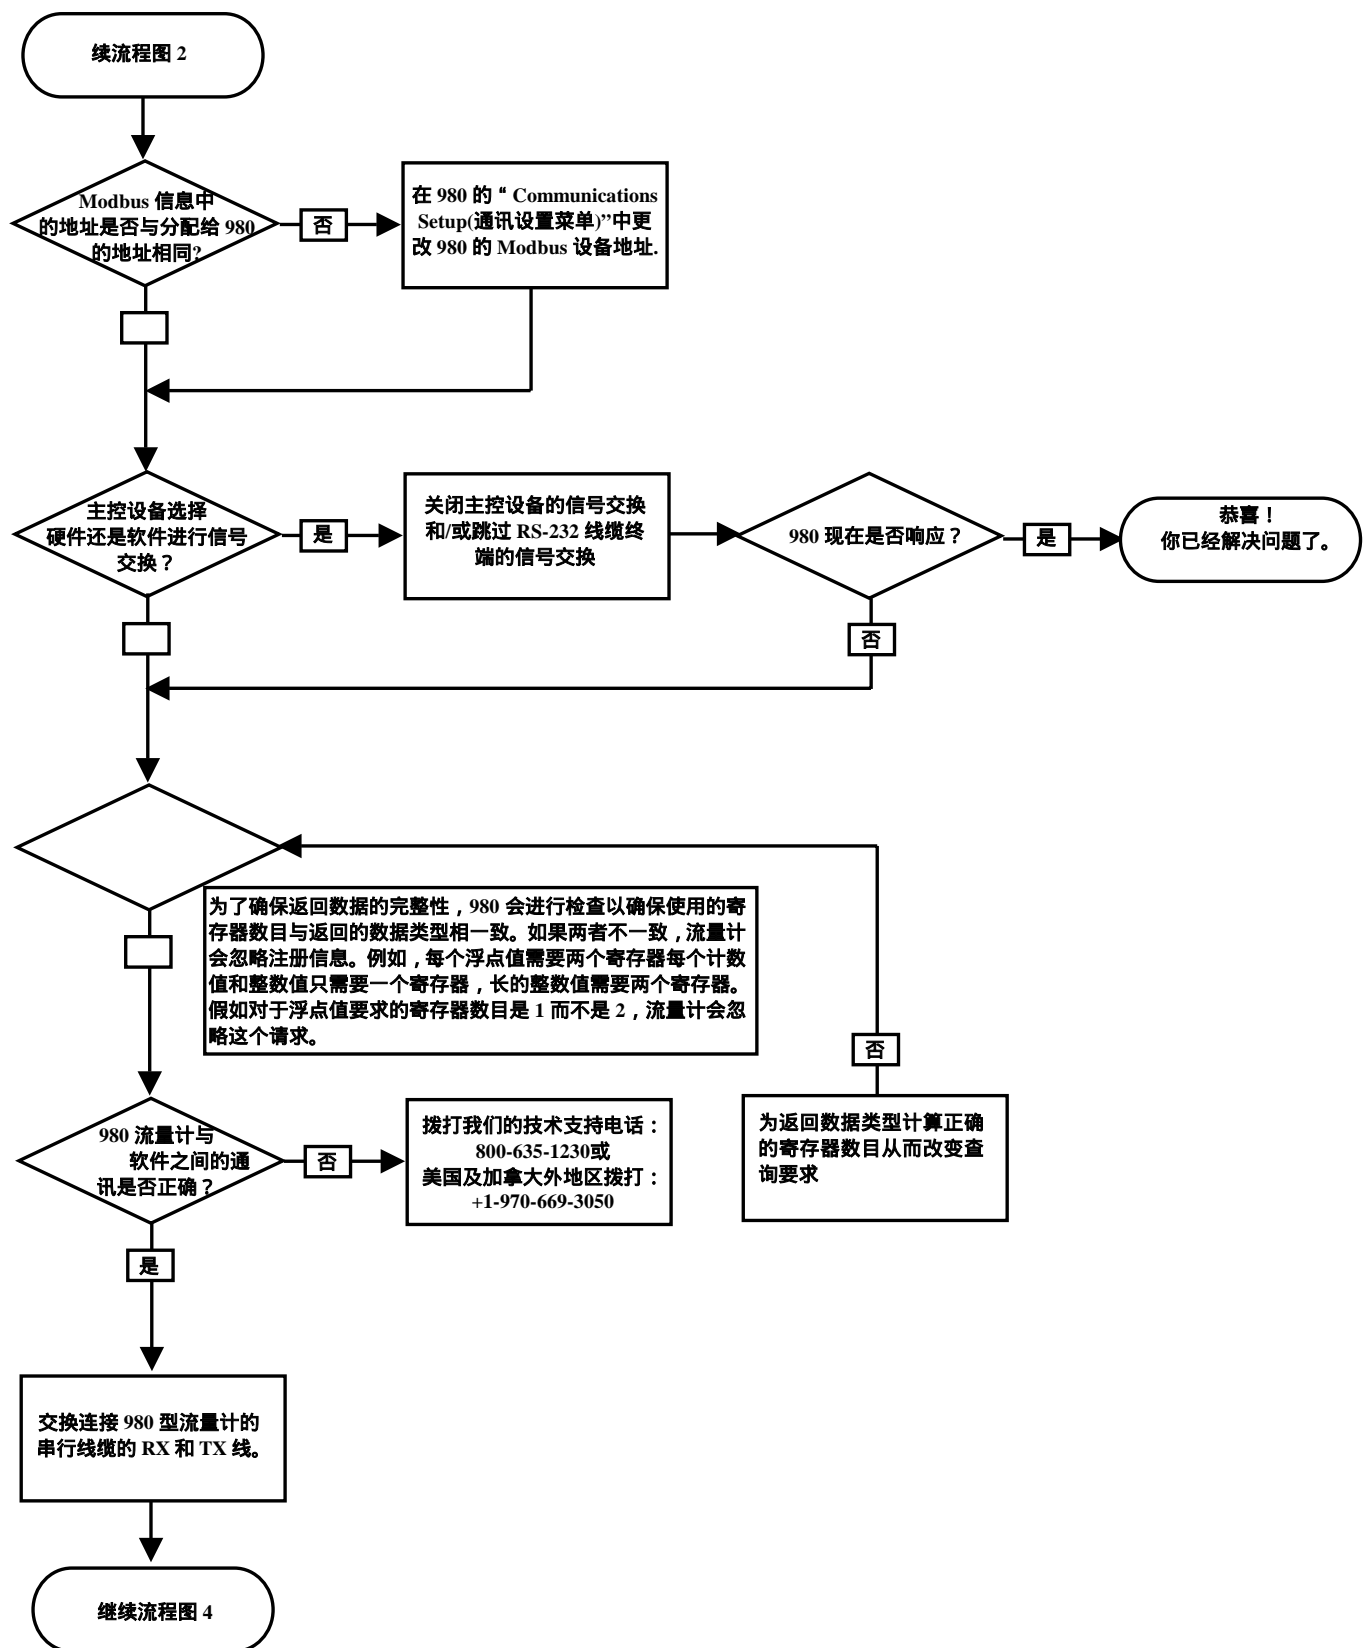 续流程图 2
Modbus 信息中
的地址是否与分配给 980
的地址相同?
否
在 980 的 “ Communications
Setup(通讯设置菜单)”中更
改 980 的 Modbus 设备地址.
主控设备选择
硬件还是软件进行信号
交换？
是
关闭主控设备的信号交换
和/或跳过 RS-232 线缆终
端的信号交换
980 现在是否响应？
是
恭喜！
你已经解决问题了。
否
为了确保返回数据的完整性，980 会进行检查以确保使用的寄
存器数目与返回的数据类型相一致。如果两者不一致，流量计
会忽略注册信息。例如，每个浮点值需要两个寄存器每个计数
值和整数值只需要一个寄存器，长的整数值需要两个寄存器。
假如对于浮点值要求的寄存器数目是 1 而不是 2，流量计会忽
略这个请求。
否
为返回数据类型计算正确
的寄存器数目从而改变查
询要求
980 流量计与
软件之间的通
讯是否正确？
否
拨打我们的技术支持电话：
800-635-1230或
美国及加拿大外地区拨打：
+1-970-669-3050
是
交换连接 980 型流量计的
串行线缆的 RX 和 TX 线。
继续流程图 4